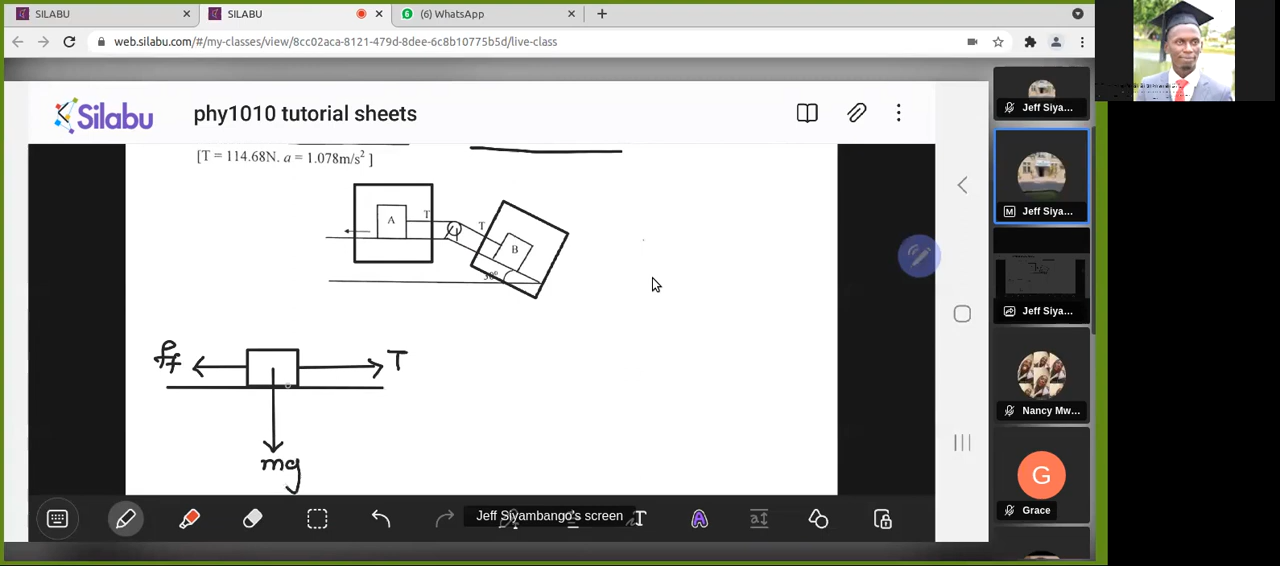 SILABU
SILABU
(6) WhatsApp
web.silabu.com/#/my-classes/view/8cc02aca-8121-479d-8dee-6c8b10775b5d/live-class
Silabu
phy1010 tutorial sheets
[T = 114.68N. a = 1.078m/s² ]
A
T
T
B
30°
Ff
T
mg
Jeff Siyambango's screen
T
A
Jeff Siya...
M
Jeff Siya...
Jeff Siya...
Nancy Mw...
G
Grace